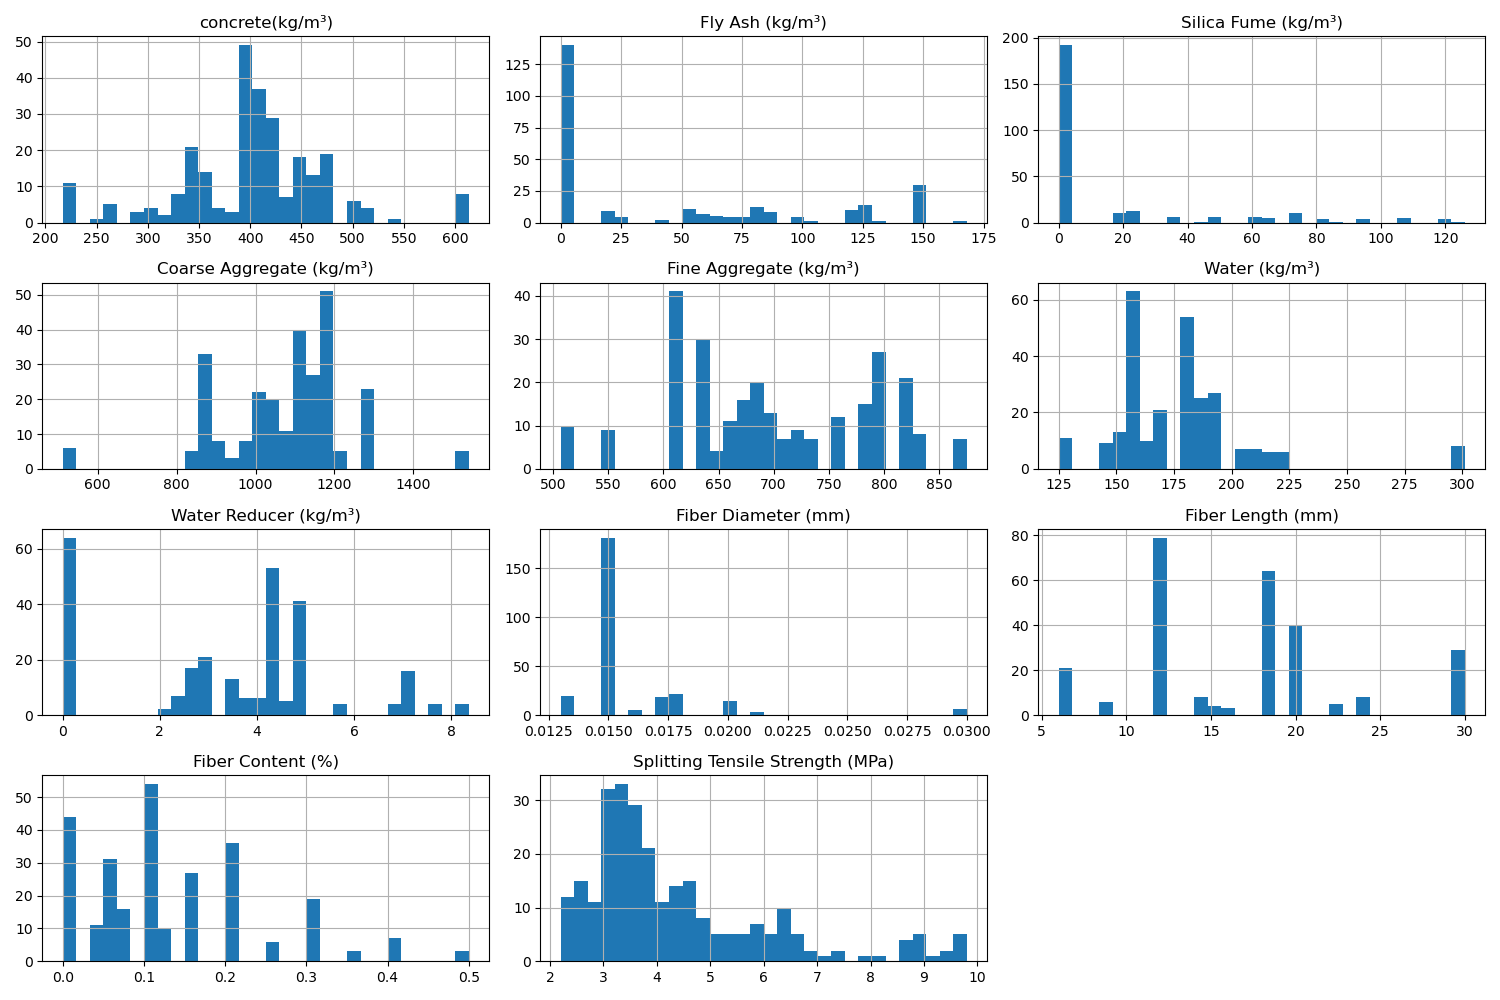 concrete(kg/m³)
50
40
30
20
10
0
200 250 300 350 400 450 500 550 600
Fly Ash (kg/m³)
125
100
75
50
25
0
0 25 50 75 100 125 150 175
Silica Fume (kg/m³)
200
150
100
50
0
0 20 40 60 80 100 120
Coarse Aggregate (kg/m³)
50
40
30
20
10
0
600 800 1000 1200 1400
Fine Aggregate (kg/m³)
40
30
20
10
0
500 550 600 650 700 750 800 850
Water (kg/m³)
60
40
20
0
125 150 175 200 225 250 275 300
Water Reducer (kg/m³)
60
40
20
0
0 2 4 6 8
Fiber Diameter (mm)
150
100
50
0
0.0125 0.0150 0.0175 0.0200 0.0225 0.0250 0.0275 0.0300
Fiber Length (mm)
80
60
40
20
0
5 10 15 20 25 30
Fiber Content (%)
50
40
30
20
10
0
0.0 0.1 0.2 0.3 0.4 0.5
Splitting Tensile Strength (MPa)
30
20
10
0
2 3 4 5 6 7 8 9 10